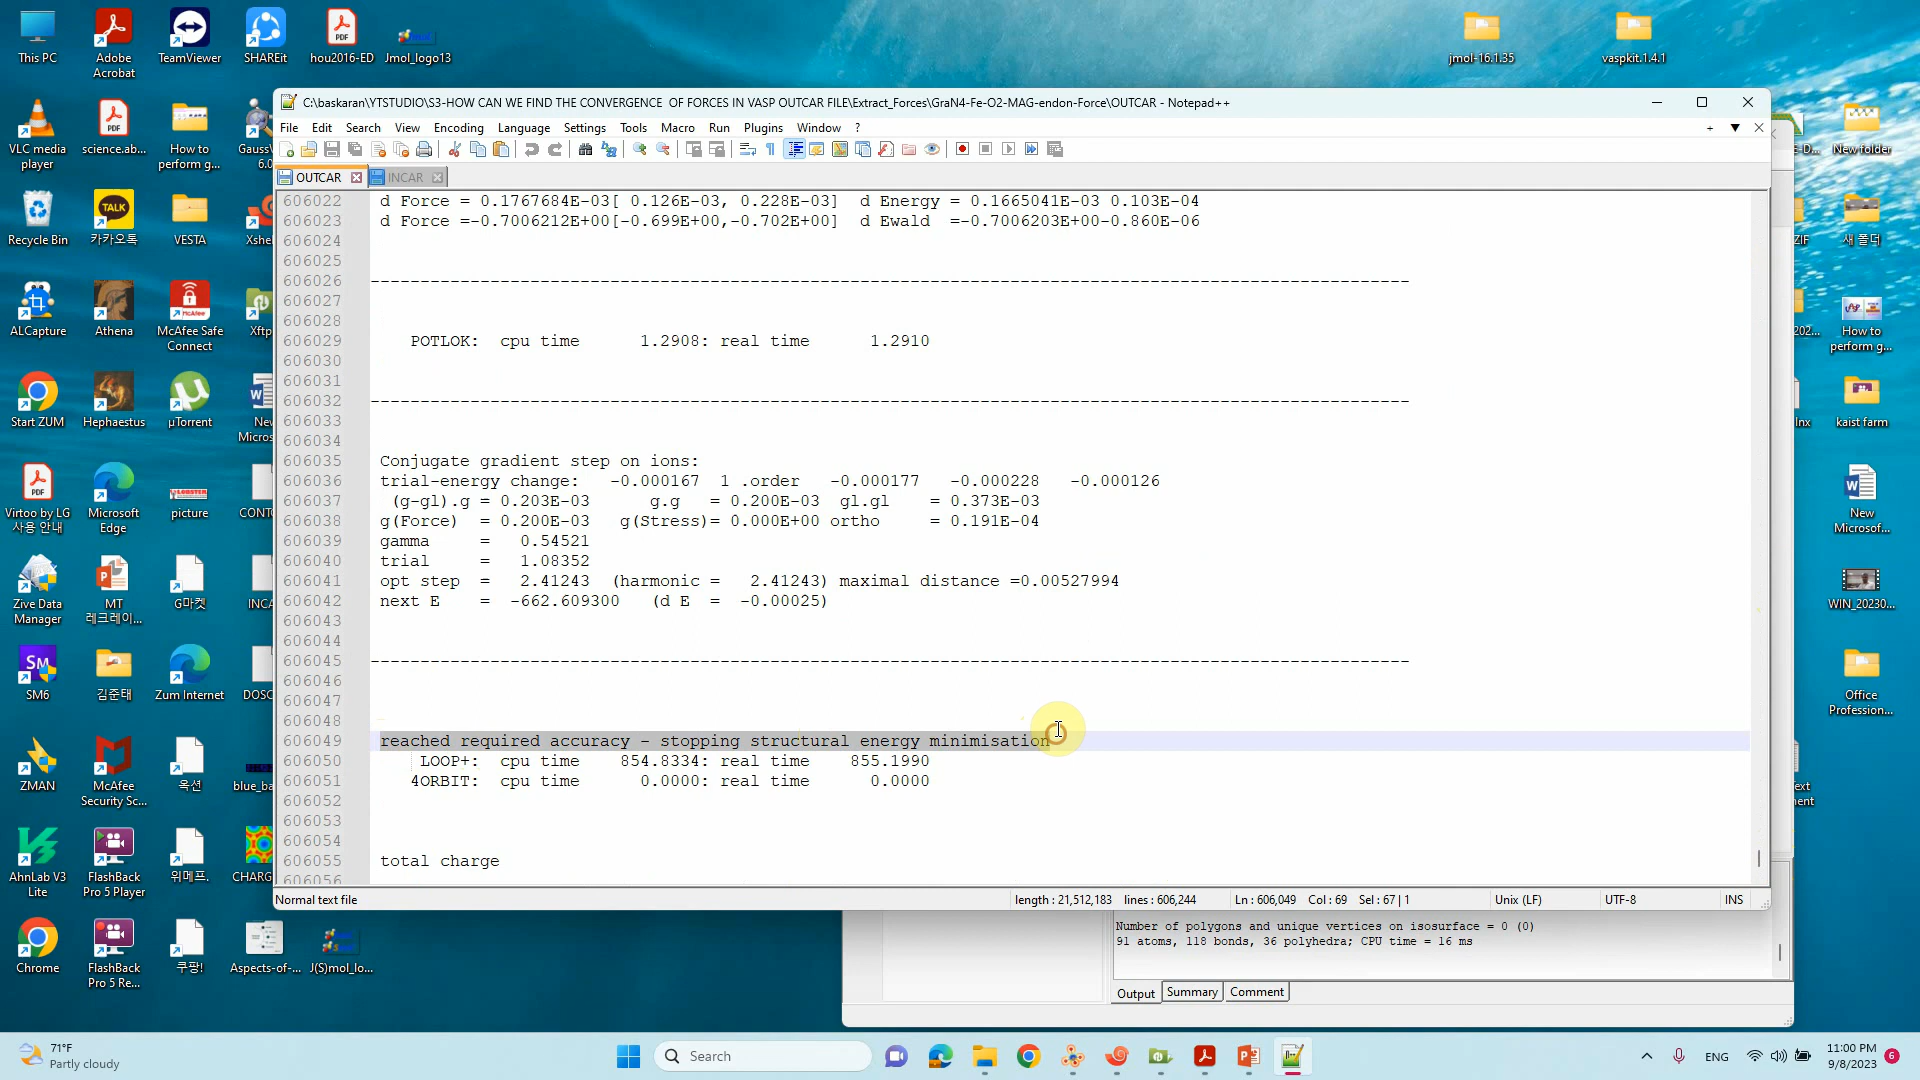 This PC
Adobe
Acrobat
TeamViewer
SHAREit
hou2016-ED
Jmol_logo13
jmol-16.1.35
vaspkit.1.4.1
C:\baskaran\YTSTUDIO\S3-HOW CAN WE FIND THE CONVERGENCE OF FORCES IN VASP OUTCAR FILE\Extract_Forces\GraN4-Fe-O2-MAG-endon-Force\OUTCAR - Notepad++
File Edit Search View Encoding Language Settings Tools Macro Run Plugins Window ?
OUTCAR
INCAR
606022 d Force = 0.1767684E-03[ 0.126E-03, 0.228E-03] d Energy = 0.1665041E-03 0.103E-04
606023 d Force =-0.7006212E+00[-0.699E+00,-0.702E+00] d Ewald =-0.7006203E+00-0.860E-06
606024
606025
606026 --------------------------------------------------------------------------------------------------------
606027
606028
606029 POTLOK: cpu time 1.2908: real time 1.2910
606030
606031
606032 --------------------------------------------------------------------------------------------------------
606033
606034
606035 Conjugate gradient step on ions:
606036 trial-energy change: -0.000167 1 .order -0.000177 -0.000228 -0.000126
606037 (g-gl).g = 0.203E-03 g.g = 0.200E-03 gl.gl = 0.373E-03
606038 g(Force) = 0.200E-03 g(Stress)= 0.000E+00 ortho = 0.191E-04
606039 gamma = 0.54521
606040 trial = 1.08352
606041 opt step = 2.41243 (harmonic = 2.41243) maximal distance =0.00527994
606042 next E = -662.609300 (d E = -0.00025)
606043
606044
606045 --------------------------------------------------------------------------------------------------------
606046
606047
606048
606049 reached required accuracy - stopping structural energy minimisation
606050 LOOP+: cpu time 854.8334: real time 855.1990
606051 4ORBIT: cpu time 0.0000: real time 0.0000
606052
606053
606054
606055 total charge
606056
Normal text file
length : 21,512,183 lines : 606,244
Ln : 606,049 Col : 69 Sel : 67 | 1
Unix (LF)
UTF-8
INS
VLC media
player
science.ab...
How to
perform g...
Gauss
6.0
Recycle Bin
카카오톡
VESTA
Xshe
ALCapture
Athena
McAfee Safe
Connect
Xftp
Start ZUM
Hephaestus
µTorrent
New
Micros
Virtoo by LG
사용 안내
Microsoft
Edge
picture
CONT
Zive Data
Manager
MT
레크레이...
G마켓
INCA
SM6
김준태
Zum Internet
DOSC
ZMAN
McAfee
Security Sc...
옥션
blue_ba
AhnLab V3
Lite
FlashBack
Pro 5 Player
위메프.
CHARG
Chrome
FlashBack
Pro 5 Re...
쿠팡!
Aspects-of-...
J(S)mol_lo...
E-D...
New folder
ZIF
새 폴더
202...
How to
perform g...
lnx
kaist farm
New
Microsof...
WIN_20230...
Office
Profession...
ext
ment
Number of polygons and unique vertices on isosurface = 0 (0)
91 atoms, 118 bonds, 36 polyhedra; CPU time = 16 ms
Output
Summary
Comment
71°F
Partly cloudy
Search
ENG
11:00 PM
9/8/2023
6